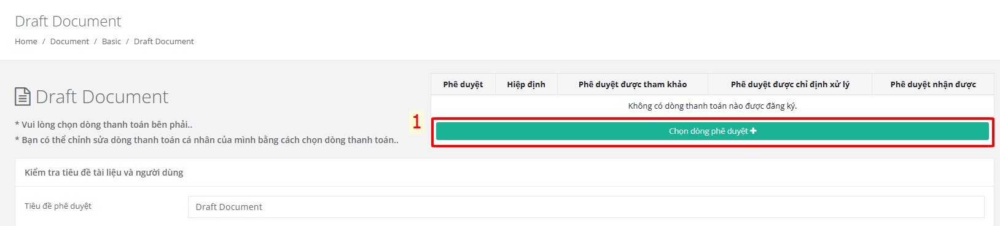 Draft Document
Home / Document / Basic / Draft Document
Draft Document
* Vui lòng chọn dòng thanh toán bên phải..
* Bạn có thể chỉnh sửa dòng thanh toán cá nhân của mình bằng cách chọn dòng thanh toán..
Phê duyệt Hiệp định Phê duyệt được tham khảo Phê duyệt được chỉ định xử lý Phê duyệt nhận được
Không có dòng thanh toán nào được đăng ký.
1
Chọn dòng phê duyệt
Kiểm tra tiêu đề tài liệu và người dùng
Tiêu đề phê duyệt Draft Document